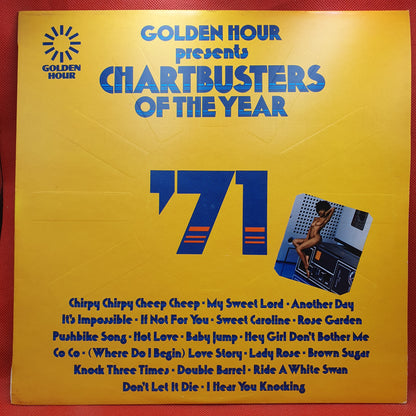 GOLDEN
HOUR
GOLDEN HOUR
presents
CHARTBUSTERS
OF THE YEAR
'71
Chirpy Chirpy Cheep Cheep · My Sweet Lord · Another Day
It's Impossible · If Not For You · Sweet Caroline · Rose Garden
Pushbike Song · Hot Love · Baby Jump · Hey Girl Don't Bother Me
Co Co · (Where Do I Begin) Love Story · Lady Rose · Brown Sugar
Knock Three Times · Double Barrel · Ride A White Swan
Don't Let It Die · I Hear You Knocking